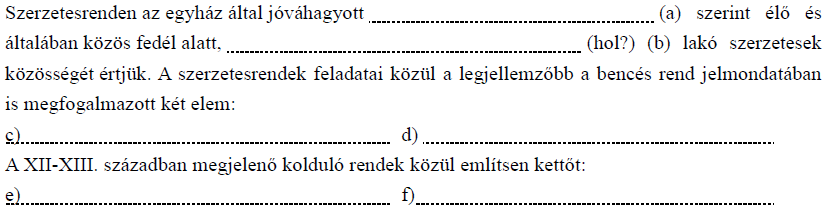 Szerzetesrenden az egyház által jóváhagyott (a) szerint élő és
általában közös fedél alatt, (hol?) (b) lakó szerzetesek
közösségét értjük. A szerzetesrendek feladatai közül a legjellemzőbb a bencés rend jelmondatában
is megfogalmazott két elem:
c) d)
A XII-XIII. században megjelenő kolduló rendek közül említsen kettőt:
e) f)